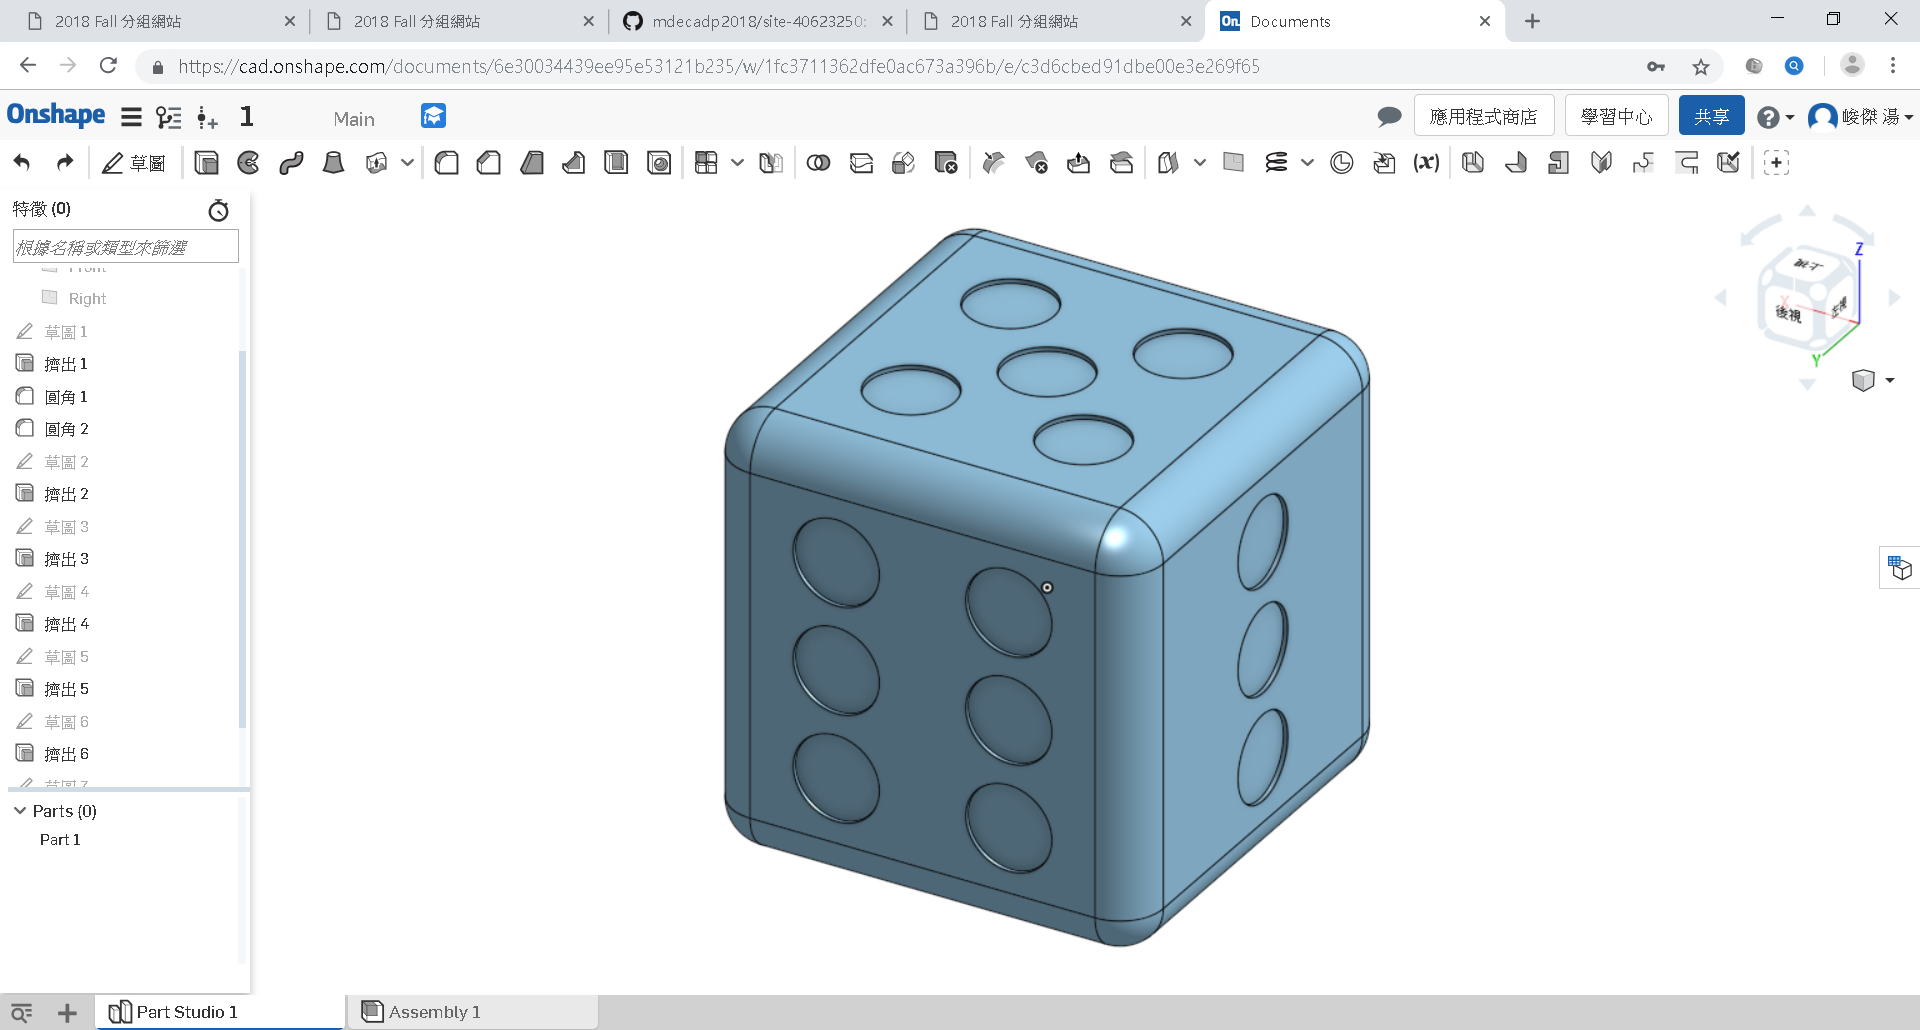 2018 Fall 分組網站
2018 Fall 分組網站
mdecadp2018/site-40623250:
2018 Fall 分組網站
On Documents
https://cad.onshape.com/documents/6e30034439ee95e53121b235/w/1fc3711362dfe0ac673a396b/e/c3d6cbed91dbe00e3e269f65
Onshape 1 Main 應用程式商店 學習中心 共享 峻傑 湯
草圖 (x)
特徵 (0)
根據名稱或類型來篩選
Front
Right
草圖 1
擠出 1
圓角 1
圓角 2
草圖 2
擠出 2
草圖 3
擠出 3
草圖 4
擠出 4
草圖 5
擠出 5
草圖 6
擠出 6
草圖 7
Parts (0)
Part 1
Z
X
後視
Y
Part Studio 1
Assembly 1